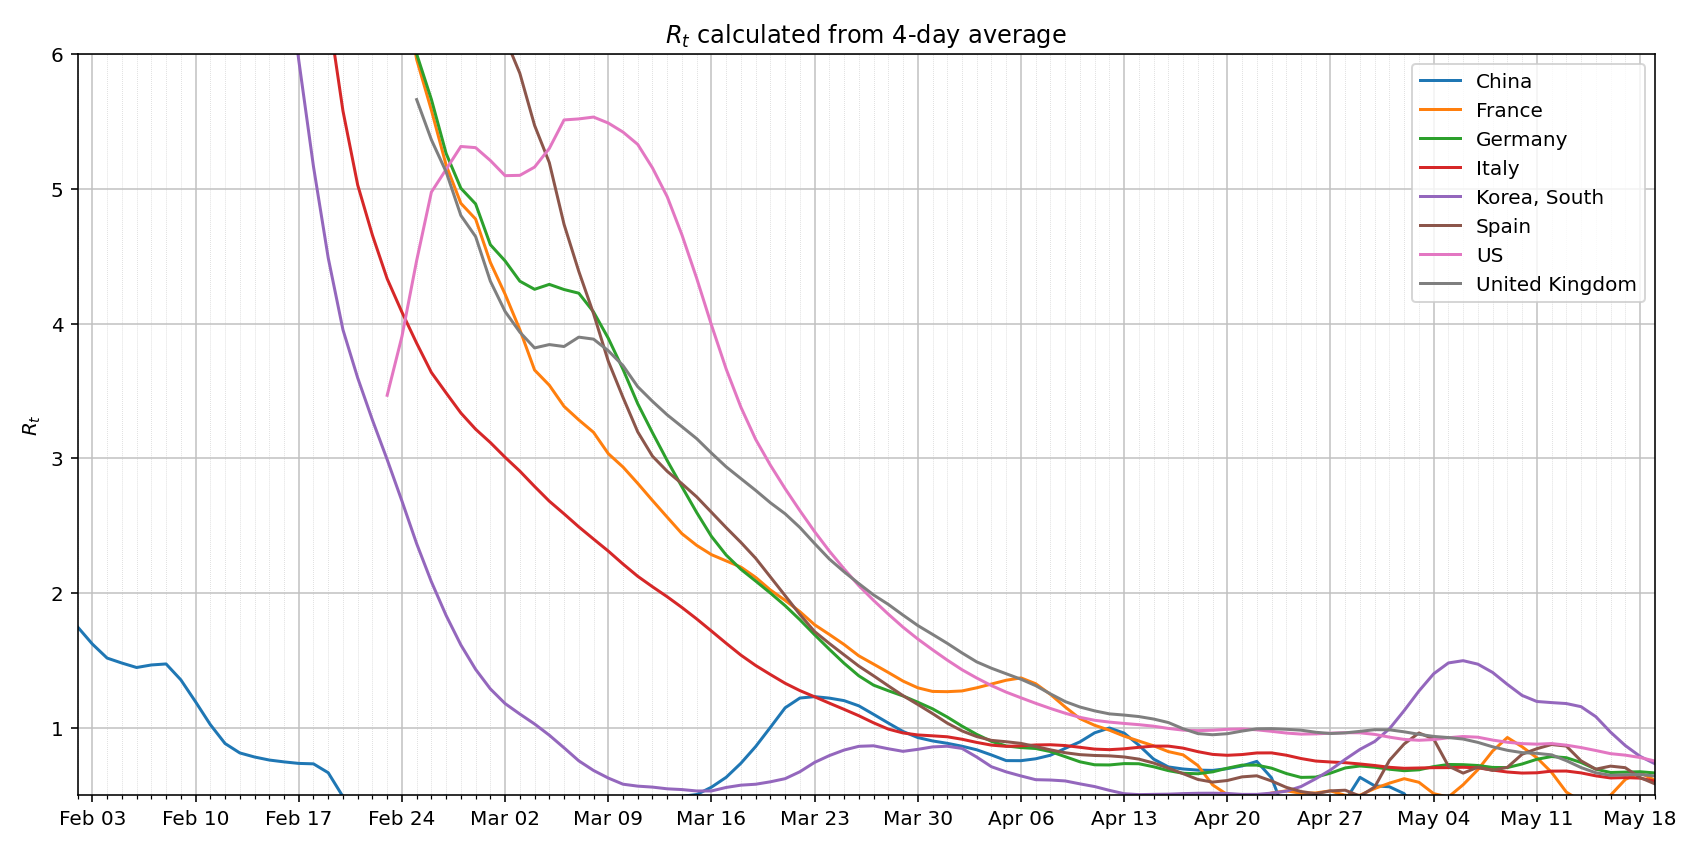 R_t calculated from 4-day average
R_t
6
5
4
3
2
1
China
France
Germany
Italy
Korea, South
Spain
US
United Kingdom
Feb 03 Feb 10 Feb 17 Feb 24 Mar 02 Mar 09 Mar 16 Mar 23 Mar 30 Apr 06 Apr 13 Apr 20 Apr 27 May 04 May 11 May 18